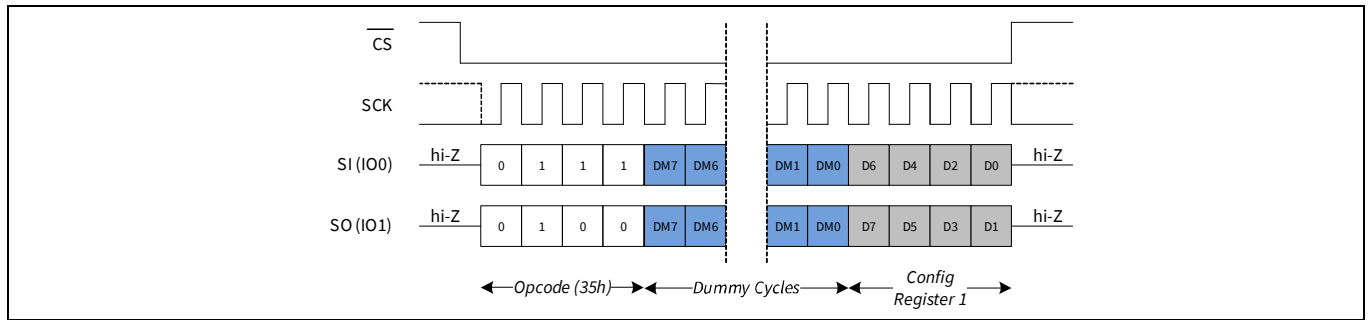 CS
SCK
SI (IO0) hi-Z 0 1 1 1 DM7 DM6 DM1 DM0 D6 D4 D2 D0 hi-Z
SO (IO1) hi-Z 0 1 0 0 DM7 DM6 DM1 DM0 D7 D5 D3 D1 hi-Z
Opcode (35h) Dummy Cycles Config
Register 1